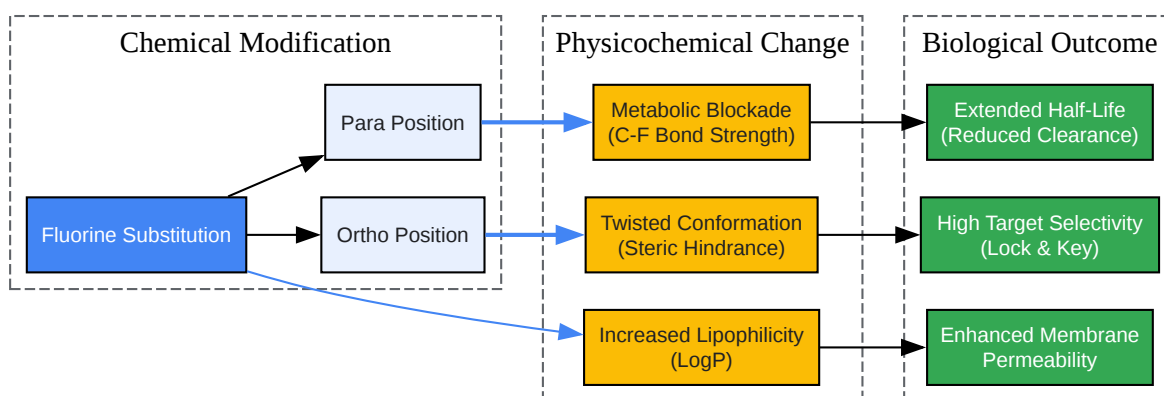 Chemical Modification
Physicochemical Change
Biological Outcome
Para Position
Metabolic Blockade
(C-F Bond Strength)
Extended Half-Life
(Reduced Clearance)
Fluorine Substitution
Ortho Position
Twisted Conformation
(Steric Hindrance)
High Target Selectivity
(Lock & Key)
Increased Lipophilicity
(LogP)
Enhanced Membrane
Permeability